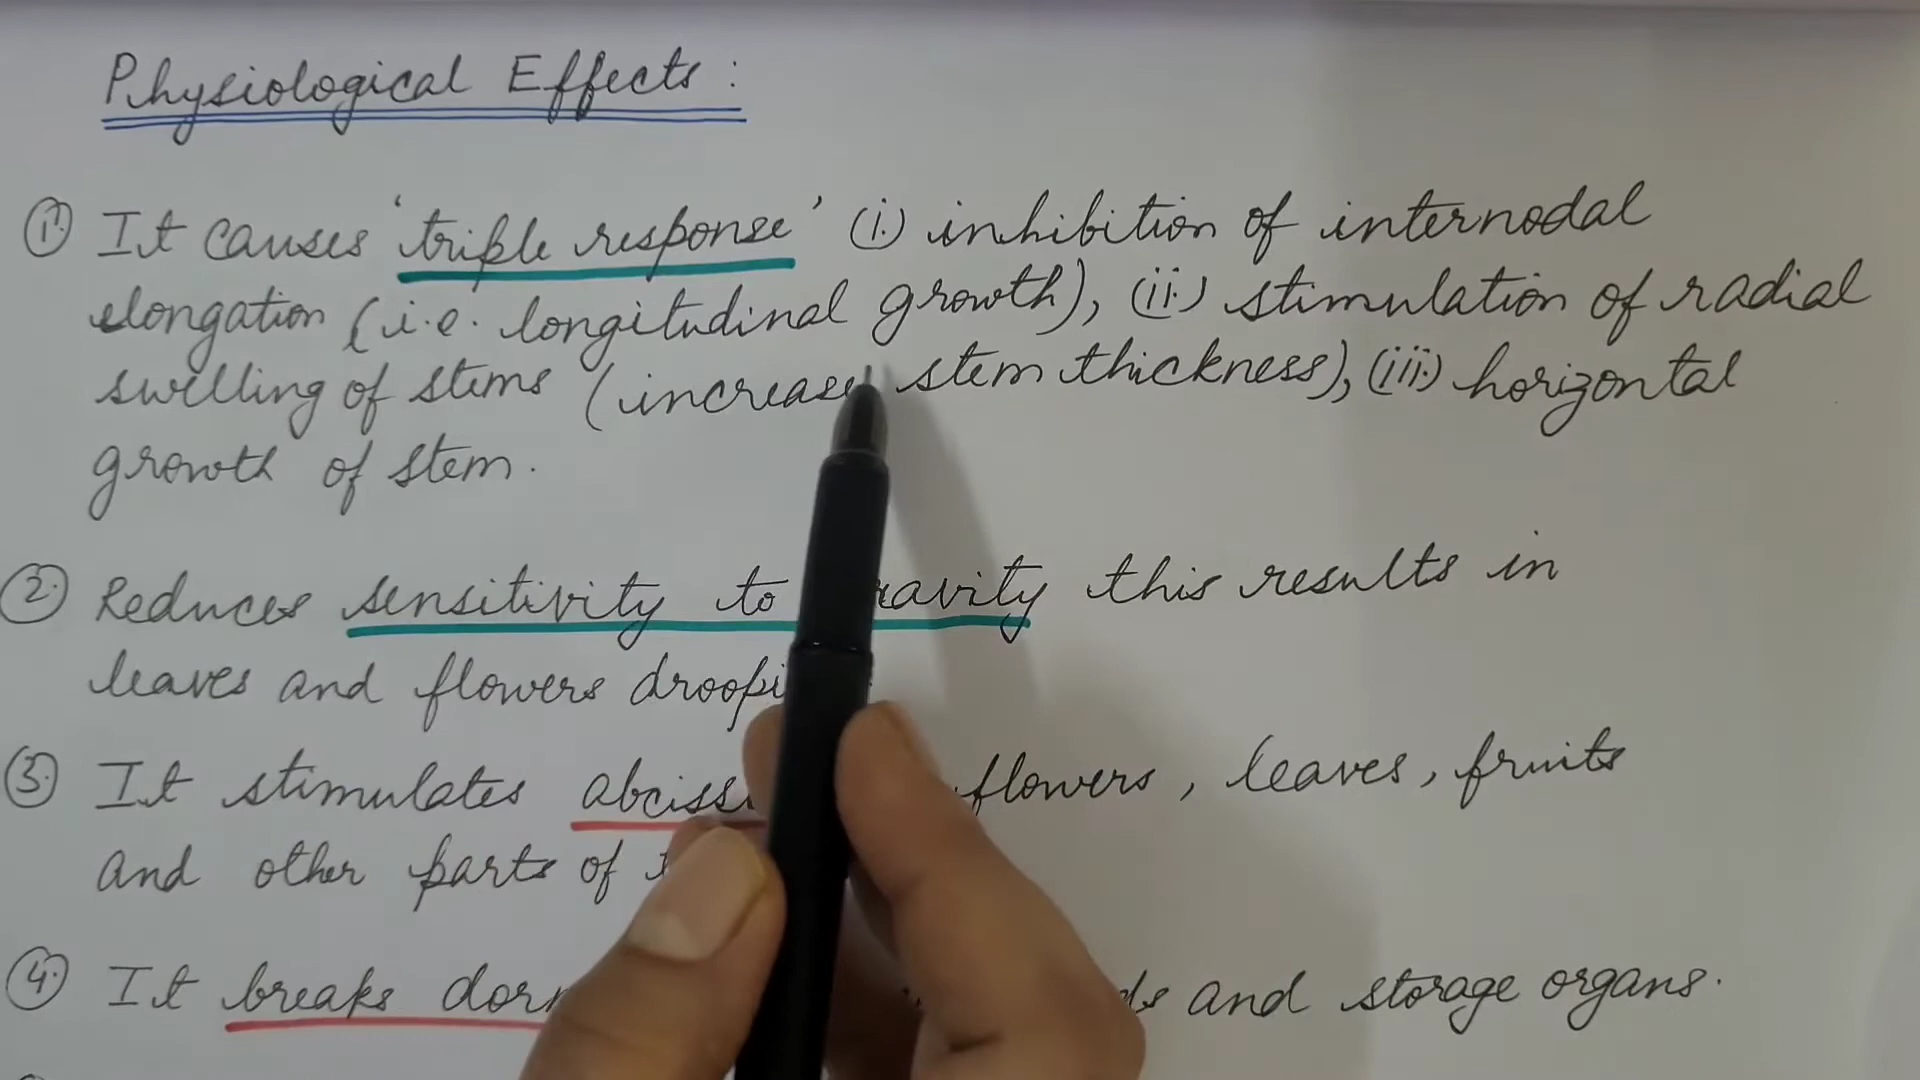 Physiological Effects :
① It causes 'triple response' (i.) inhibition of internodal
elongation (i.e. longitudinal growth), (ii.) stimulation of radial
swelling of stems (increase stem thickness), (iii.) horizontal
growth of stem.
② Reduces sensitivity to this results in
leaves and flowers
③ It stimulates flowers, leaves, fruits
and other parts of
④ It breaks and storage organs.